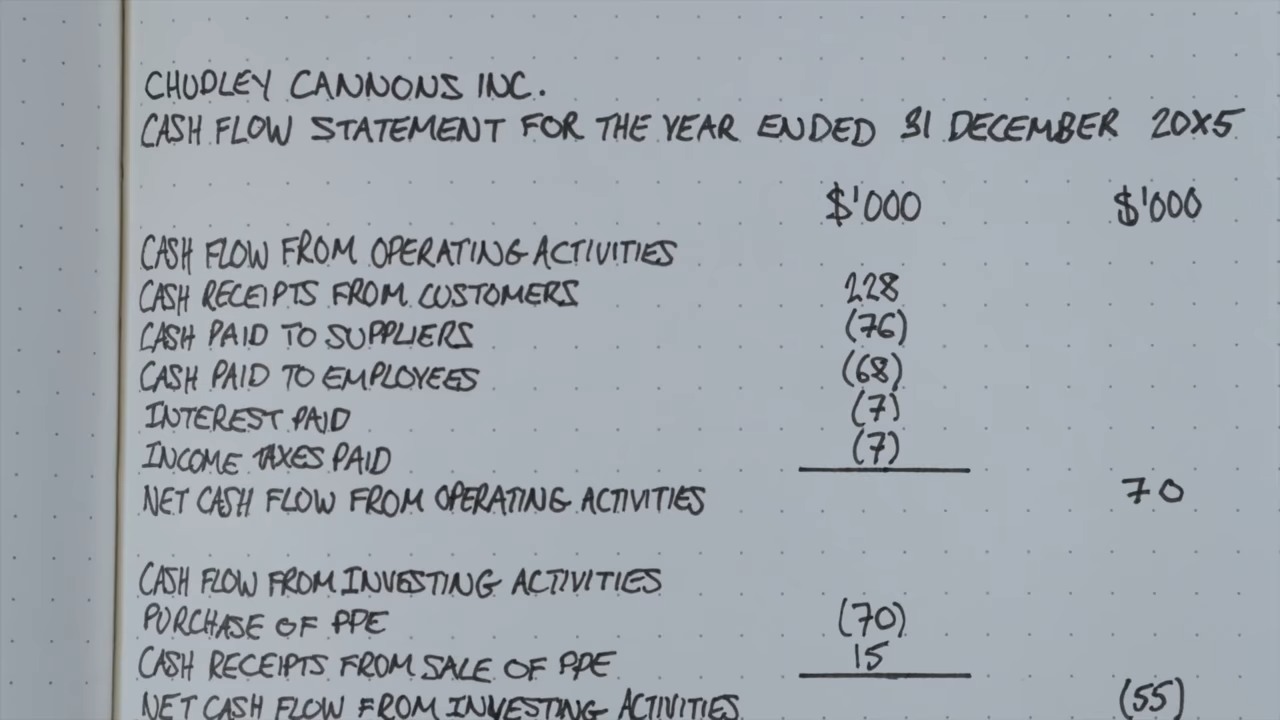 CHUDLEY CANNONS INC.
CASH FLOW STATEMENT FOR THE YEAR ENDED 31 DECEMBER 20X5
$'000 $'000
CASH FLOW FROM OPERATING ACTIVITIES
CASH RECEIPTS FROM CUSTOMERS 228
CASH PAID TO SUPPLIERS (76)
CASH PAID TO EMPLOYEES (68)
INTEREST PAID (7)
INCOME TAXES PAID (7)
NET CASH FLOW FROM OPERATING ACTIVITIES 70
CASH FLOW FROM INVESTING ACTIVITIES
PURCHASE OF PPE (70)
CASH RECEIPTS FROM SALE OF PPE 15
NET CASH FLOW FROM INVESTING ACTIVITIES (55)